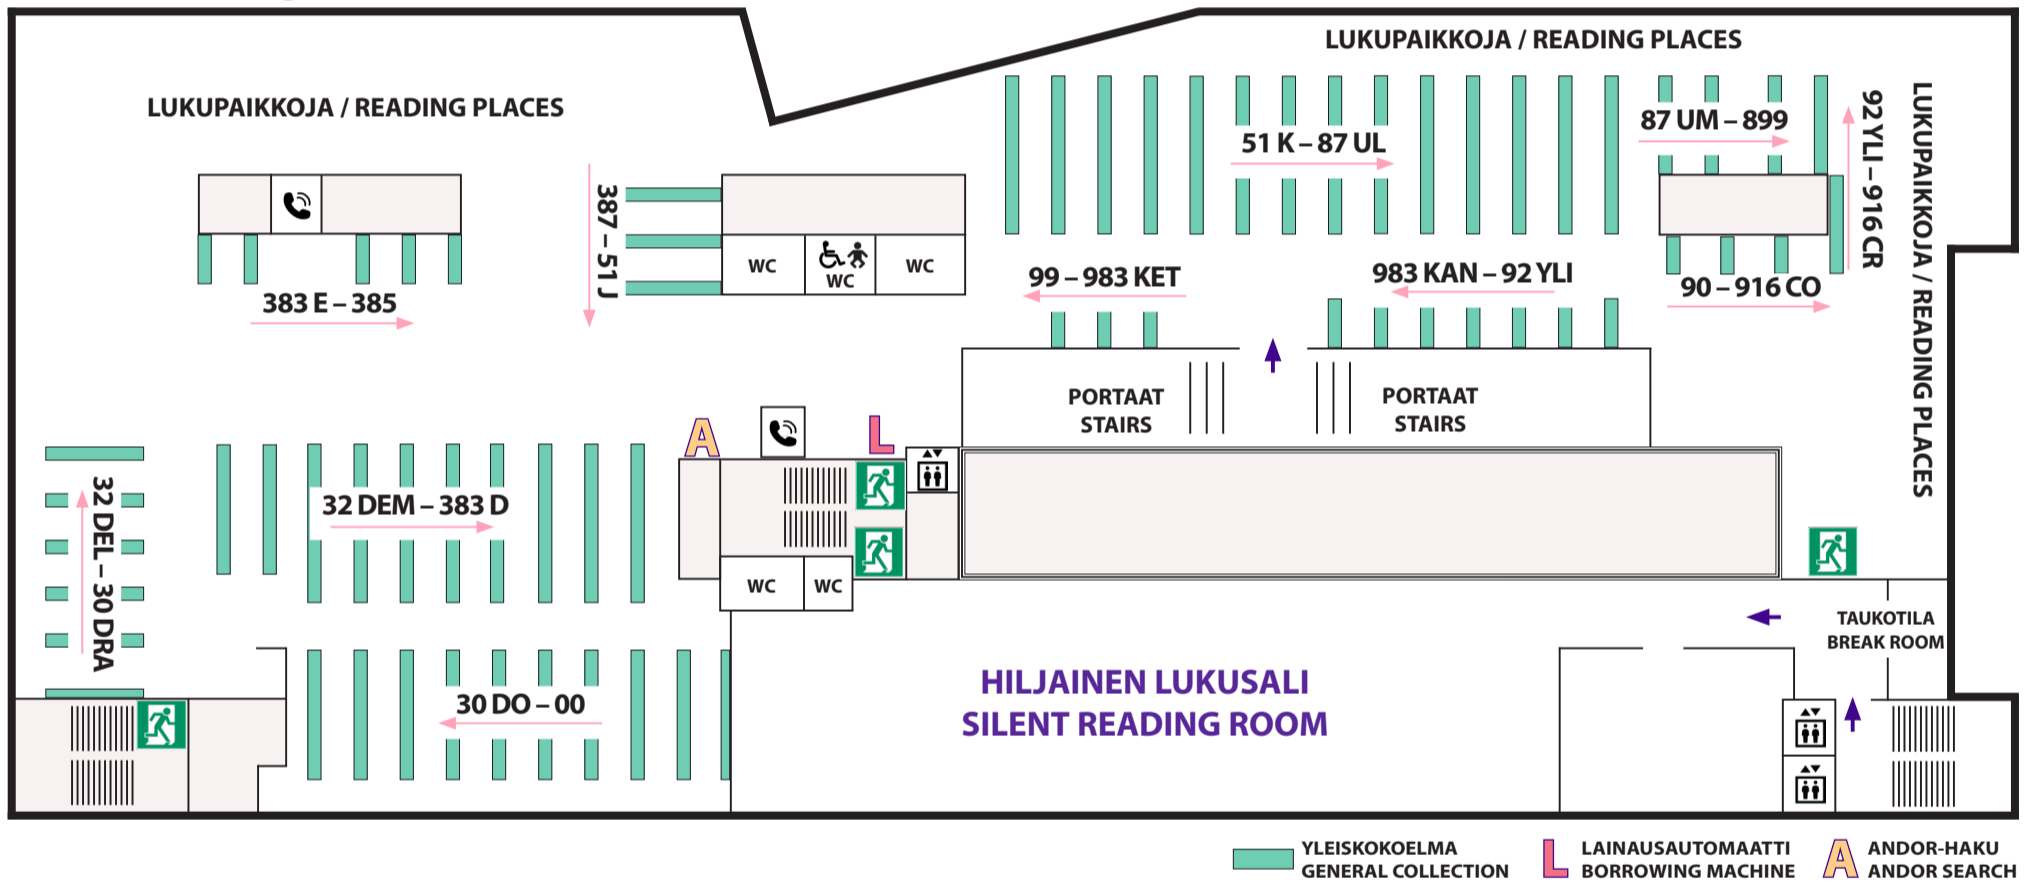 LUKUPAIKKOJA / READING PLACES
LUKUPAIKKOJA / READING PLACES
LUKUPAIKKOJA / READING PLACES
51 K – 87 UL
87 UM – 899
92 YLI – 916 CR
387 – 51 J
WC
WC
WC
383 E – 385
99 – 983 KET
983 KAN – 92 YLI
90 – 916 CO
PORTAAT
STAIRS
PORTAAT
STAIRS
A
L
32 DEL – 30 DRA
32 DEM – 383 D
WC
WC
TAUKOTILA
BREAK ROOM
30 DO – 00
HILJAINEN LUKUSALI
SILENT READING ROOM
YLEISKOKOELMA
GENERAL COLLECTION
L
LAINAUSAUTOMAATTI
BORROWING MACHINE
A
ANDOR-HAKU
ANDOR SEARCH